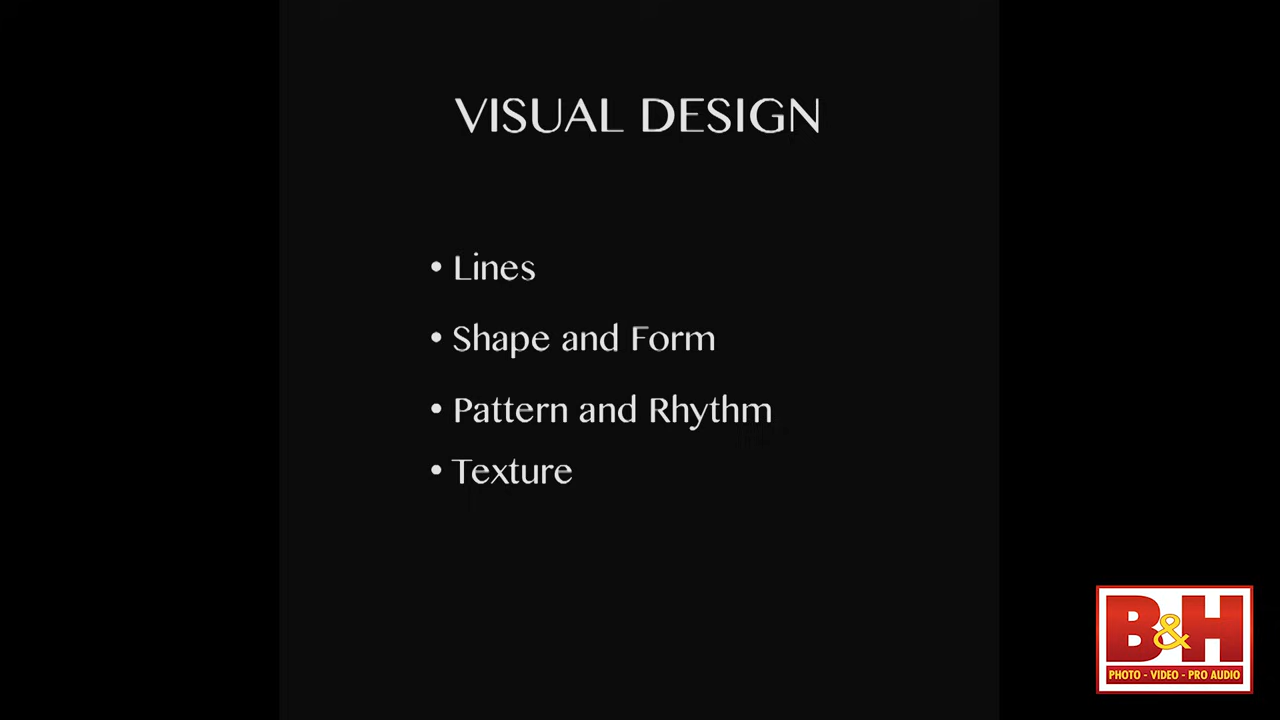 VISUAL DESIGN
• Lines
• Shape and Form
• Pattern and Rhythm
• Texture
B&H
PHOTO - VIDEO - PRO AUDIO